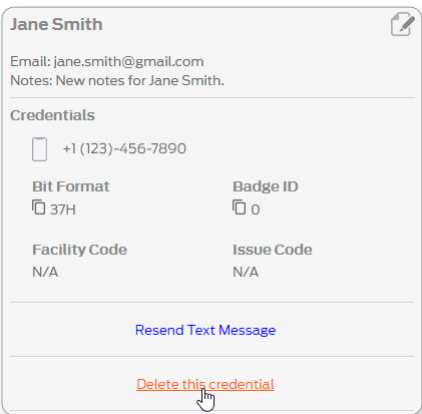 Jane Smith
Email: jane.smith@gmail.com
Notes: New notes for Jane Smith.
Credentials
+1 (123)-456-7890
Bit Format Badge ID
37H 0
Facility Code Issue Code
N/A N/A
Resend Text Message
Delete this credential